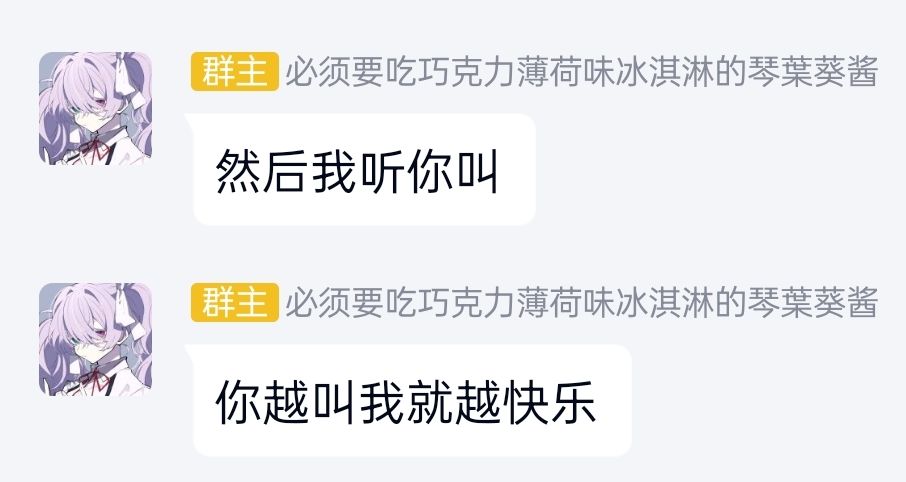 群主 必须要吃巧克力薄荷味冰淇淋的琴葉葵酱
然后我听你叫
群主 必须要吃巧克力薄荷味冰淇淋的琴葉葵酱
你越叫我就越快乐